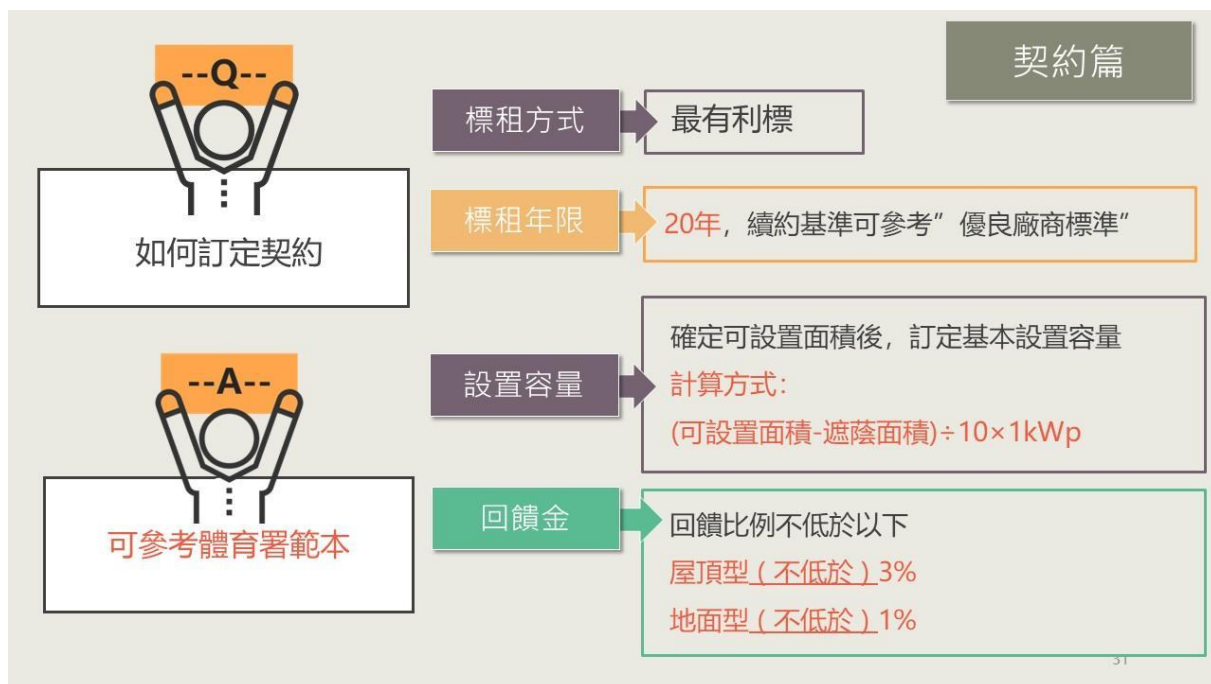 契約篇
--Q--
如何訂定契約
--A--
可參考體育署範本
標租方式
最有利標
標租年限
20年，續約基準可參考”優良廠商標準”
設置容量
確定可設置面積後，訂定基本設置容量
計算方式：
(可設置面積-遮蔭面積)÷10×1kWp
回饋金
回饋比例不低於以下
屋頂型（不低於）3%
地面型（不低於）1%
31